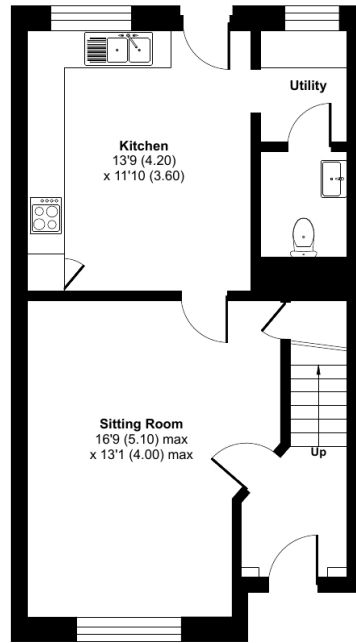 Utility
Kitchen
13'9 (4.20)
x 11'10 (3.60)
Sitting Room
16'9 (5.10) max
x 13'1 (4.00) max
Up